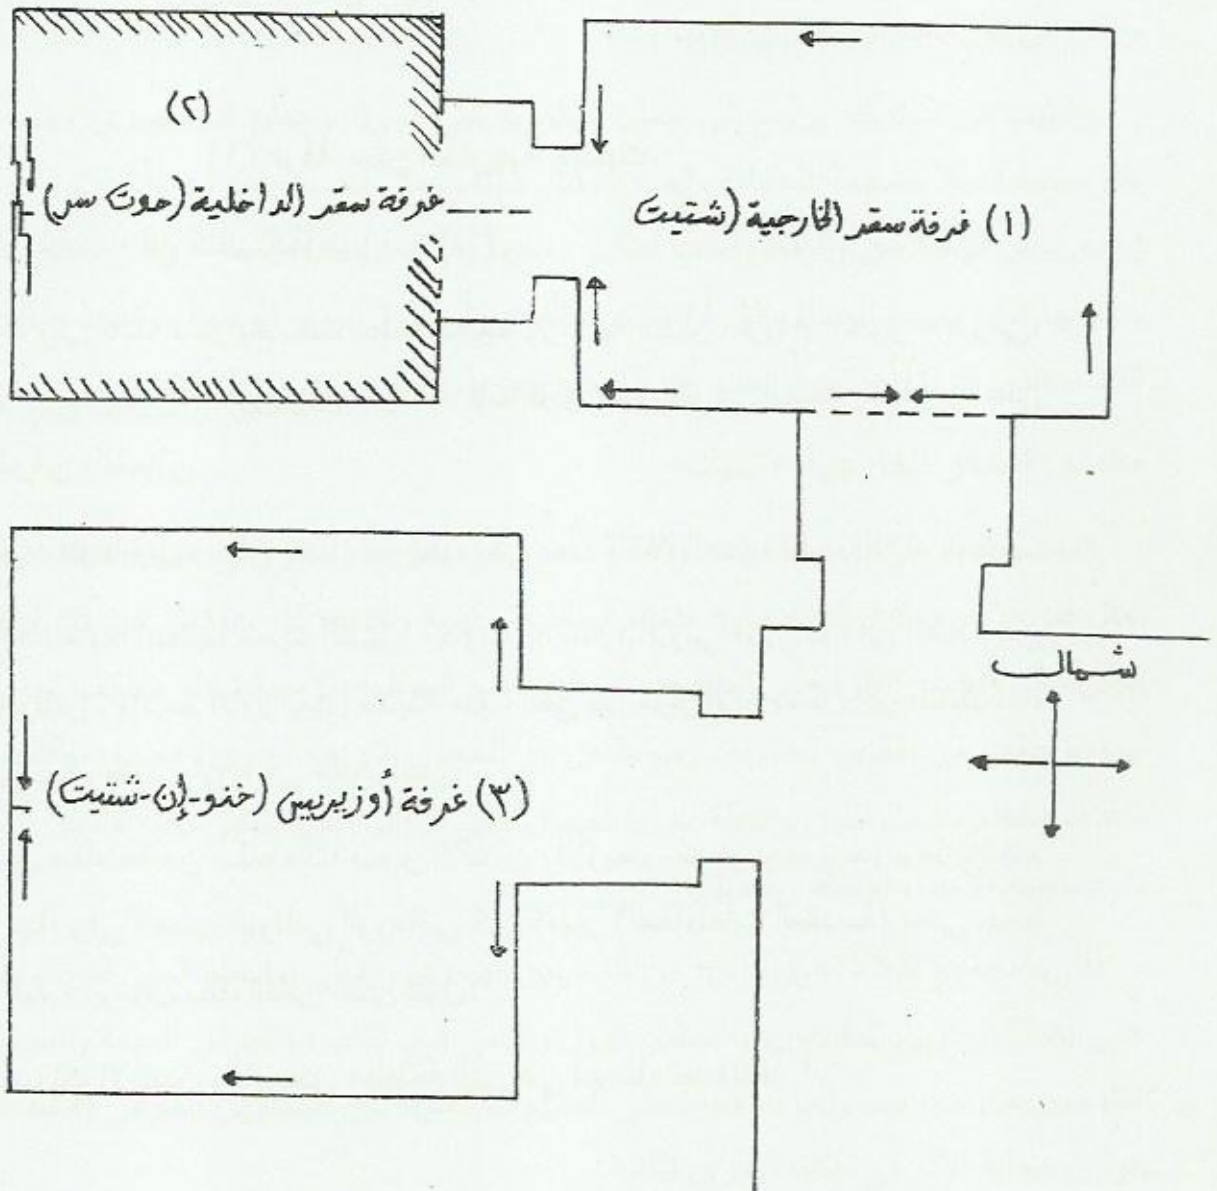 (٢)
غرفة سقر الداخلية (حوت سر)
(١) غرفة سقر الخارجية (شتيت
شمال
(٣) غرفة أوزيريس (خنو-إن-شتيت)